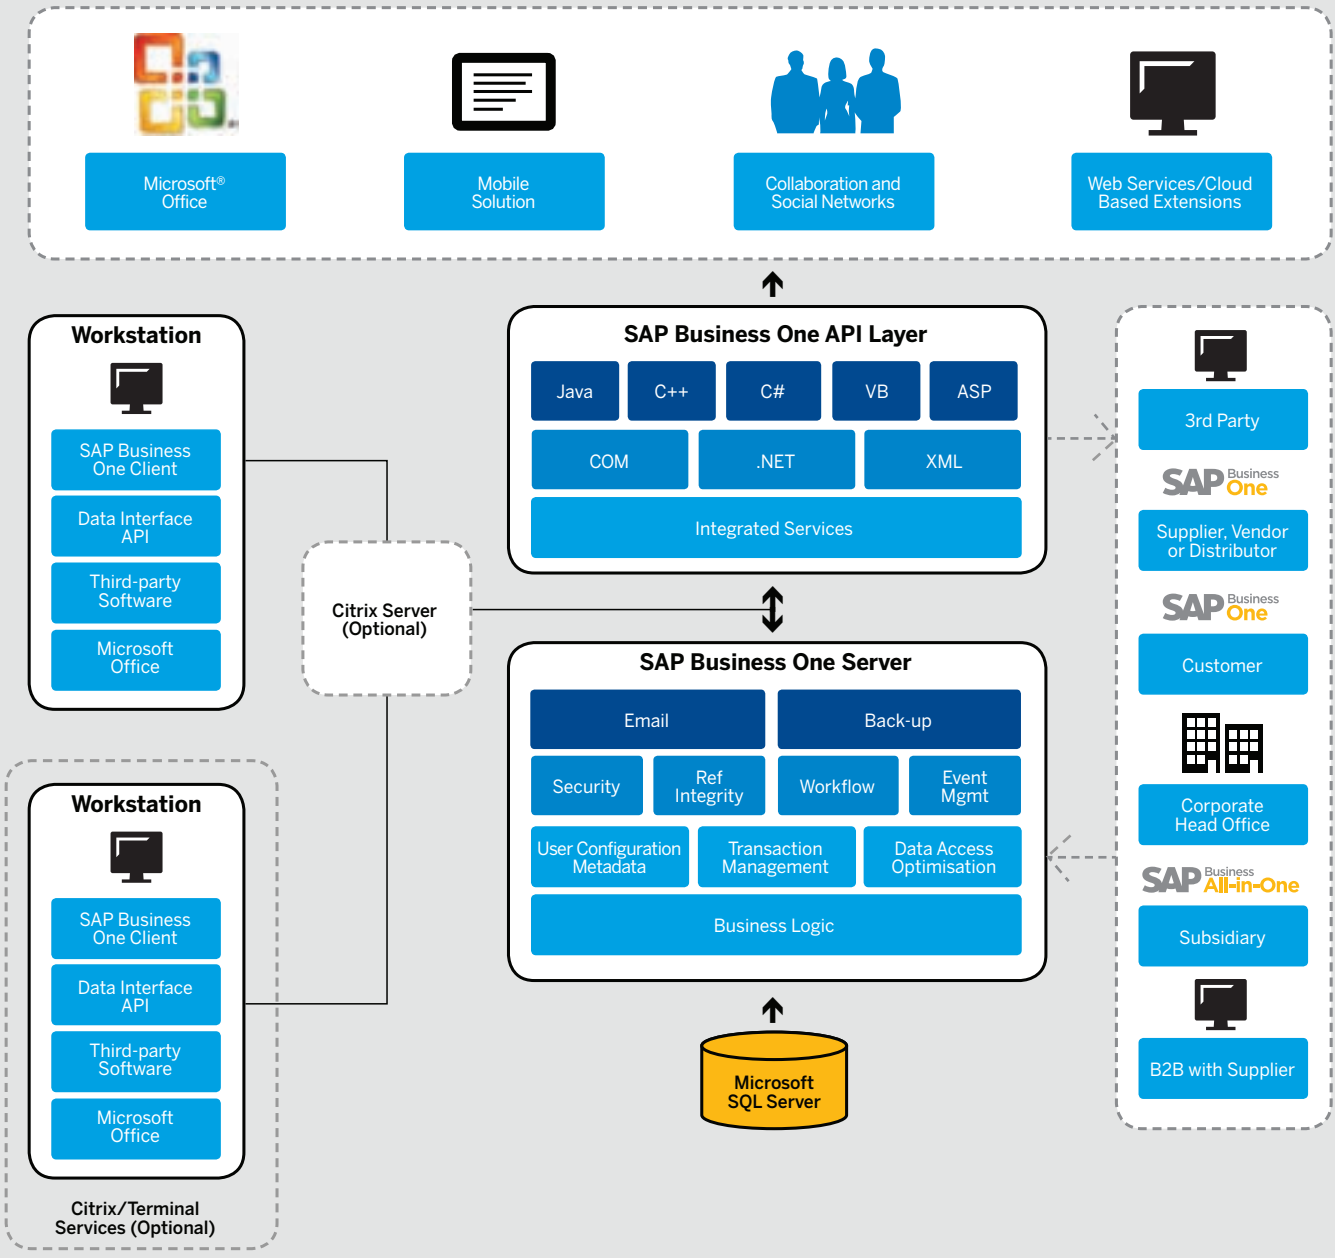 Microsoft®
Office
Mobile
Solution
Collaboration and
Social Networks
Web Services/Cloud
Based Extensions
Workstation
SAP Business
One Client
Data Interface
API
Third-party
Software
Microsoft
Office
Workstation
SAP Business
One Client
Data Interface
API
Third-party
Software
Microsoft
Office
Citrix/Terminal
Services (Optional)
Citrix Server
(Optional)
SAP Business One API Layer
Java
C++
C#
VB
ASP
COM
.NET
XML
Integrated Services
SAP Business One Server
Email
Back-up
Security
Ref
Integrity
Workflow
Event
Mgmt
User Configuration
Metadata
Transaction
Management
Data Access
Optimisation
Business Logic
Microsoft
SQL Server
3rd Party
SAP Business One
Supplier, Vendor
or Distributor
SAP Business One
Customer
Corporate
Head Office
SAP Business All-in-One
Subsidiary
B2B with Supplier